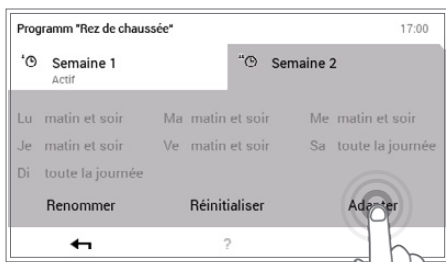 Programm "Rez de chaussée" 17:00
Semaine 1 Semaine 2
Actif
Lu matin et soir Ma matin et soir Me matin et soir
Je matin et soir Ve matin et soir Sa toute la journée
Di toute la journée
Renommer Réinitialiser Adapter
?